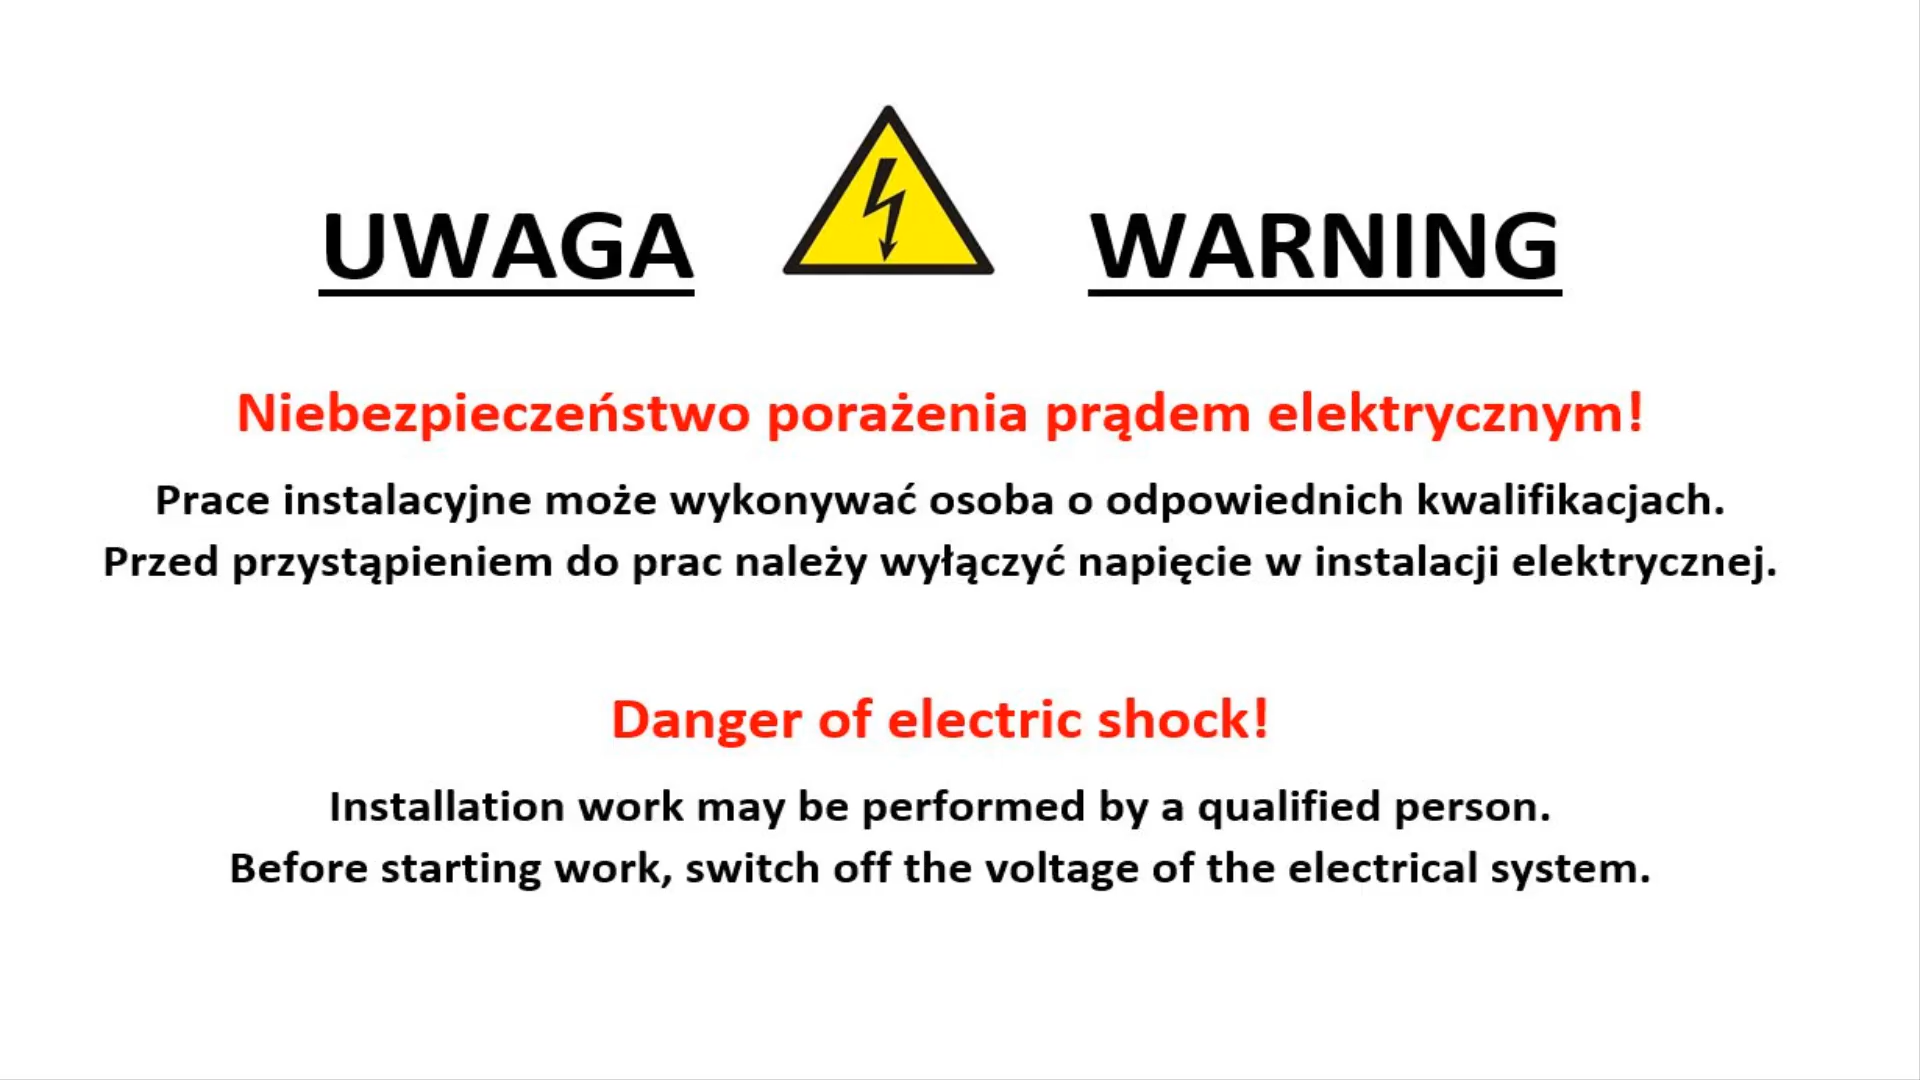 UWAGA WARNING
Niebezpieczeństwo porażenia prądem elektrycznym!
Prace instalacyjne może wykonywać osoba o odpowiednich kwalifikacjach.
Przed przystąpieniem do prac należy wyłączyć napięcie w instalacji elektrycznej.
Danger of electric shock!
Installation work may be performed by a qualified person.
Before starting work, switch off the voltage of the electrical system.